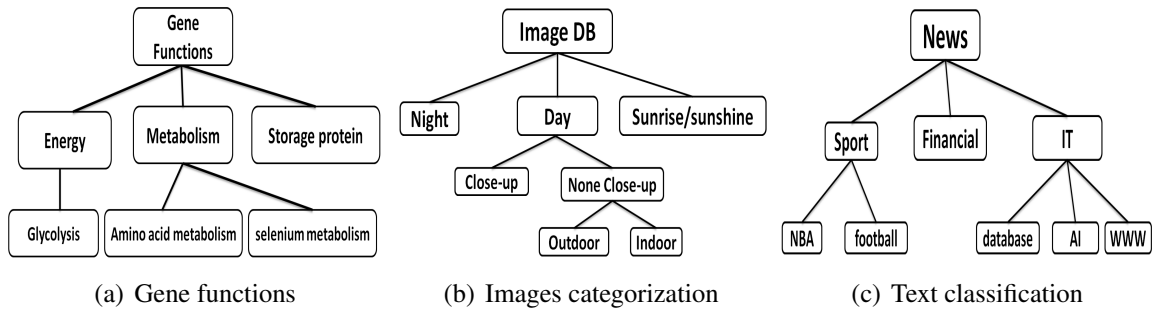 Gene
Functions
Energy
Metabolism
Storage protein
Glycolysis
Amino acid metabolism
selenium metabolism
(a) Gene functions
Image DB
Night
Day
Sunrise/sunshine
Close-up
None Close-up
Outdoor
Indoor
(b) Images categorization
News
Sport
Financial
IT
NBA
football
database
AI
WWW
(c) Text classification